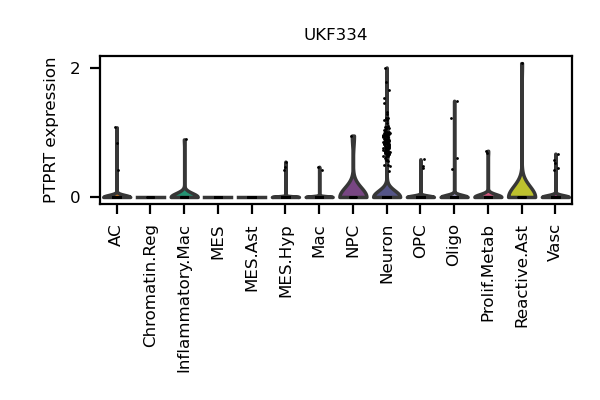 UKF334
PTPRT expression
2
0
AC
Chromatin.Reg
Inflammatory.Mac
MES
MES.Ast
MES.Hyp
Mac
NPC
Neuron
OPC
Oligo
Prolif.Metab
Reactive.Ast
Vasc